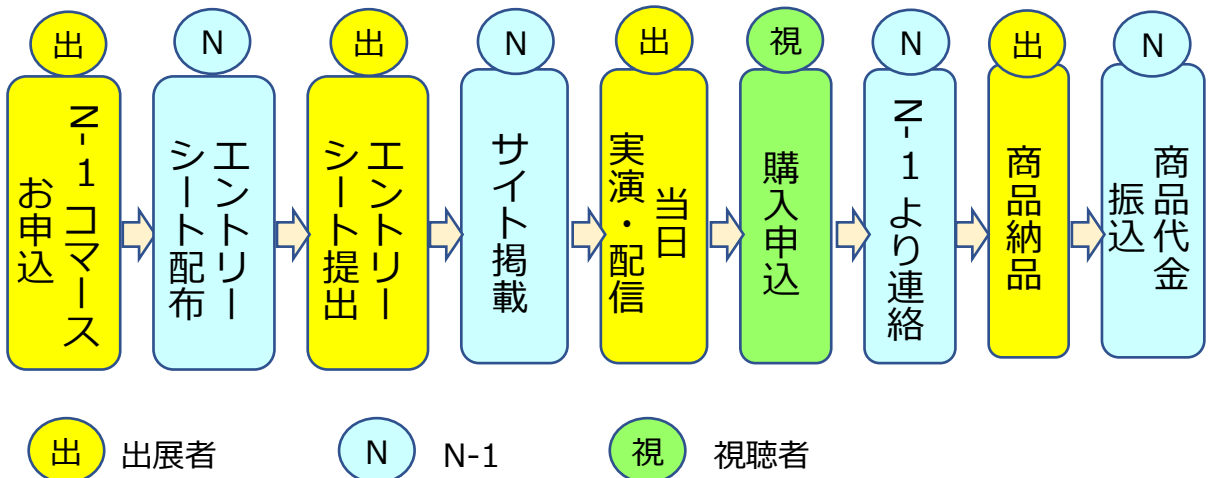 出
N-1コマース
お申込
N
エントリー
シート配布
出
エントリー
シート提出
N
サイト掲載
出
当日
実演・配信
視
購入申込
N
N-1より連絡
出
商品納品
N
商品代金
振込
出 出展者
N N-1
視 視聴者